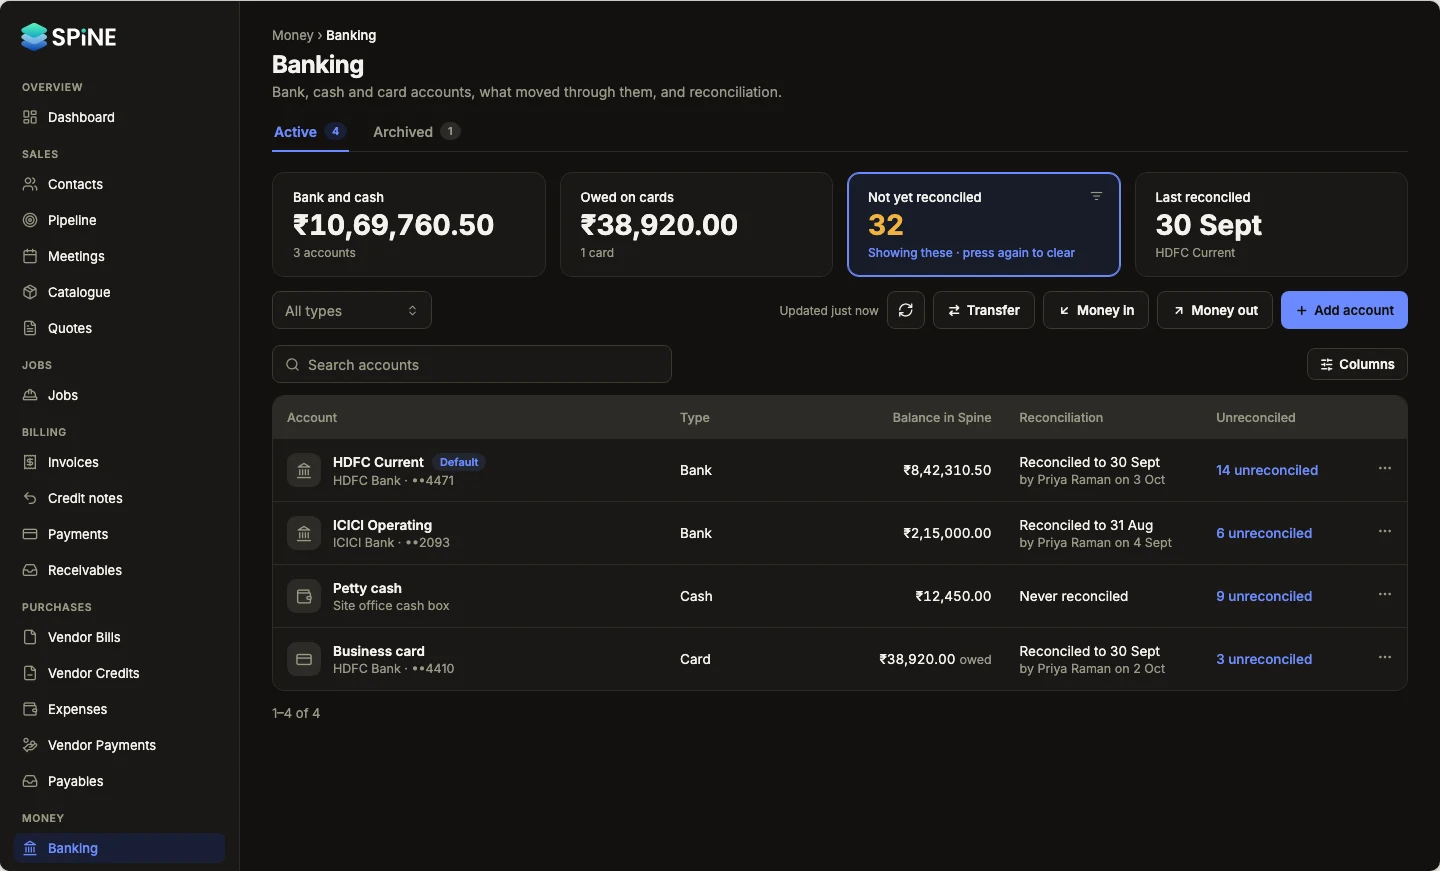 SPiNE
OVERVIEW
Dashboard
SALES
Contacts
Pipeline
Meetings
Catalogue
Quotes
JOBS
Jobs
BILLING
Invoices
Credit notes
Payments
Receivables
PURCHASES
Vendor Bills
Vendor Credits
Expenses
Vendor Payments
Payables
MONEY
Banking
Money › Banking
Banking
Bank, cash and card accounts, what moved through them, and reconciliation.
Active 4 Archived 1
Bank and cash
₹10,69,760.50
3 accounts
Owed on cards
₹38,920.00
1 card
Not yet reconciled
32
Showing these · press again to clear
Last reconciled
30 Sept
HDFC Current
All types
Updated just now Transfer Money in Money out + Add account
Search accounts
Columns
Account Type Balance in Spine Reconciliation Unreconciled
HDFC Current Default Bank ₹8,42,310.50 Reconciled to 30 Sept 14 unreconciled
HDFC Bank · ••4471 by Priya Raman on 3 Oct
ICICI Operating Bank ₹2,15,000.00 Reconciled to 31 Aug 6 unreconciled
ICICI Bank · ••2093 by Priya Raman on 4 Sept
Petty cash Cash ₹12,450.00 Never reconciled 9 unreconciled
Site office cash box
Business card Card ₹38,920.00 owed Reconciled to 30 Sept 3 unreconciled
HDFC Bank · ••4410 by Priya Raman on 2 Oct
1–4 of 4